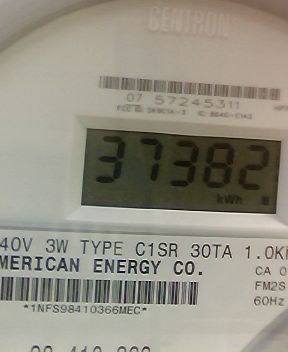 CENTRON
07 57245311
37382
kWh
40V 3W TYPE C1SR 30TA 1.0K
MERICAN ENERGY CO.
CA 0
FM2S
60Hz
*1NFS98410366MEC*